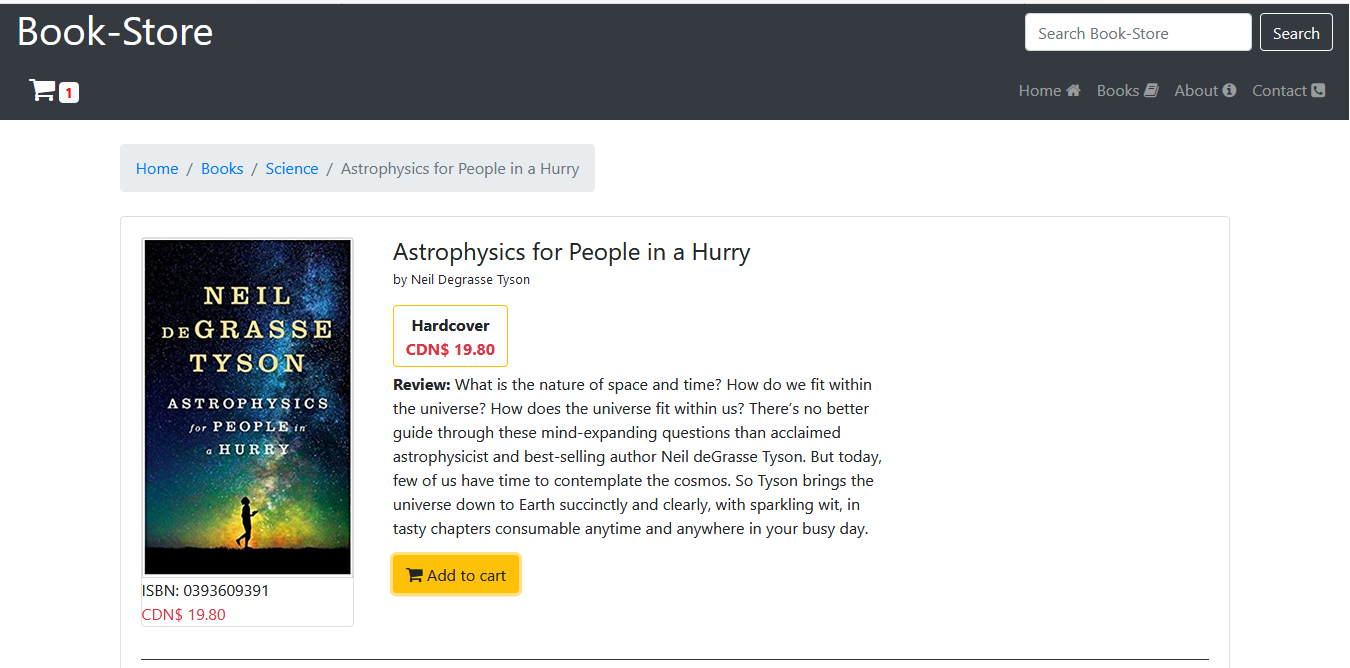 Book-Store
Search Book-Store
Search
1
Home
Books
About
Contact
Home / Books / Science / Astrophysics for People in a Hurry
NEIL
DEGRASSE
TYSON
ASTROPHYSICS
for PEOPLE in
a HURRY
ISBN: 0393609391
CDN$ 19.80
Astrophysics for People in a Hurry
by Neil Degrasse Tyson
Hardcover
CDN$ 19.80
Review: What is the nature of space and time? How do we fit within
the universe? How does the universe fit within us? There's no better
guide through these mind-expanding questions than acclaimed
astrophysicist and best-selling author Neil deGrasse Tyson. But today,
few of us have time to contemplate the cosmos. So Tyson brings the
universe down to Earth succinctly and clearly, with sparkling wit, in
tasty chapters consumable anytime and anywhere in your busy day.
Add to cart